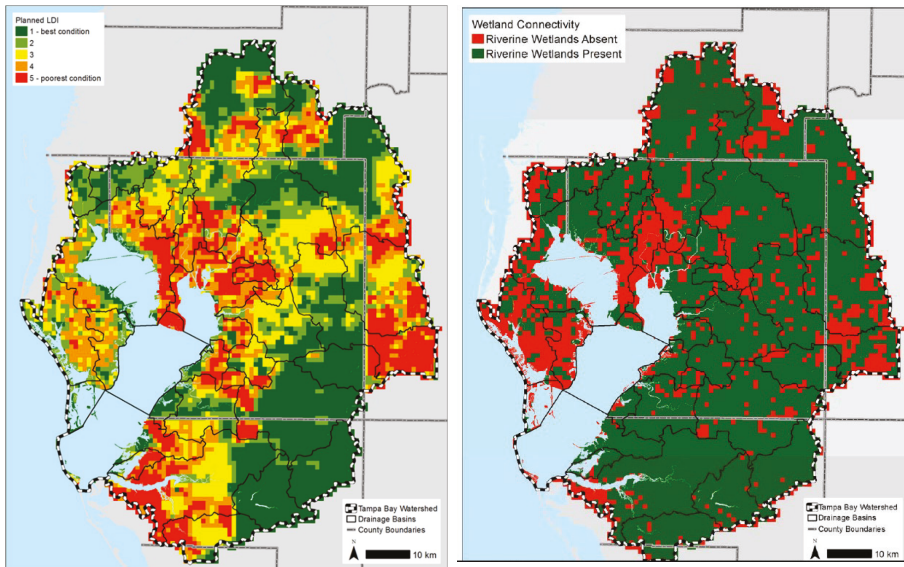 Planned LDI
1 - best condition
2
3
4
5 - poorest condition
Tampa Bay Watershed
Drainage Basins
County Boundaries
N
10 km
Wetland Connectivity
Riverine Wetlands Absent
Riverine Wetlands Present
Tampa Bay Watershed
Drainage Basins
County Boundaries
N
10 km